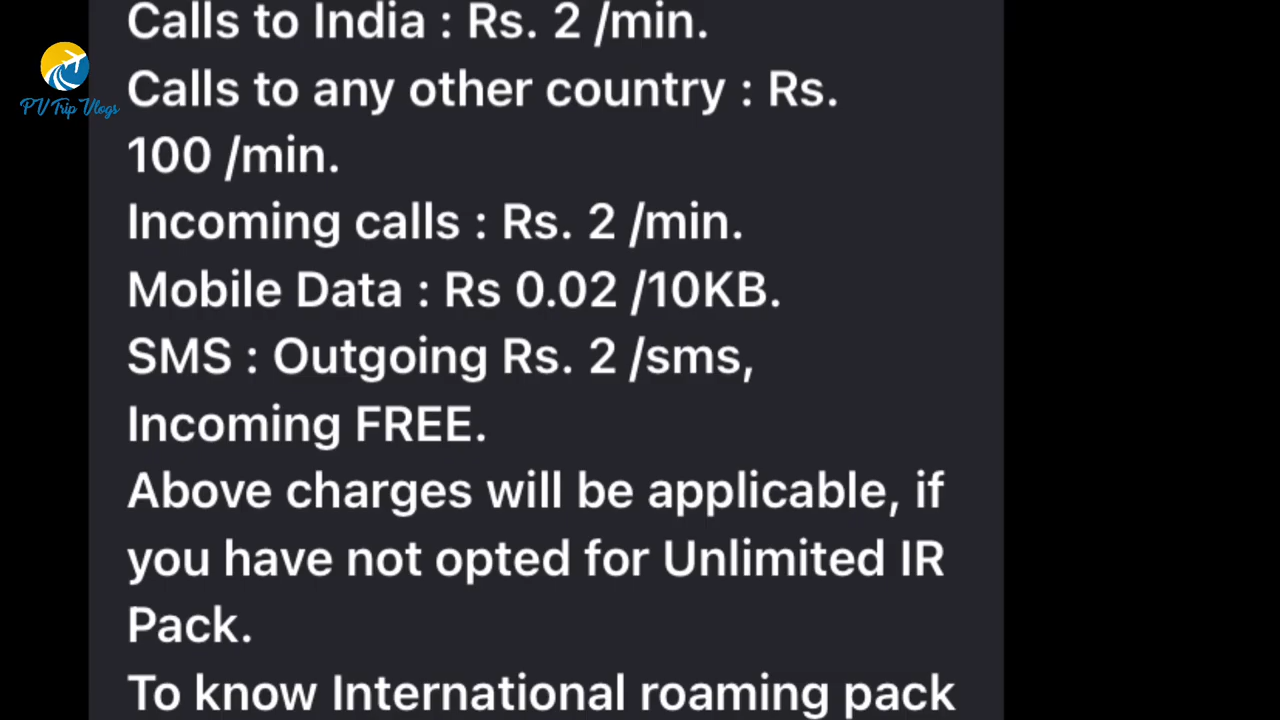 Calls to India : Rs. 2 /min.
PV Trip Vlogs
Calls to any other country : Rs.
100 /min.
Incoming calls : Rs. 2 /min.
Mobile Data : Rs 0.02 /10KB.
SMS : Outgoing Rs. 2 /sms,
Incoming FREE.
Above charges will be applicable, if
you have not opted for Unlimited IR
Pack.
To know International roaming pack